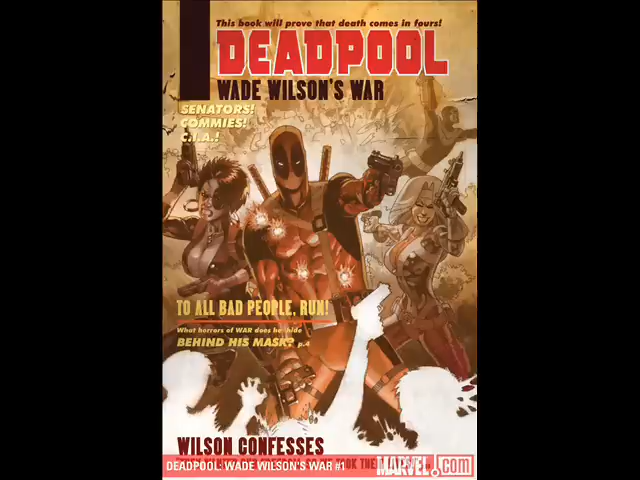 This book will prove that death comes in fours!
DEADPOOL
WADE WILSON'S WAR
SENATORS!
COMMIES!
C.I.A.!
TO ALL BAD PEOPLE, RUN!
What horrors of WAR does he hide
BEHIND HIS MASK? p.4
WILSON CONFESSES
DEADPOOL: WADE WILSON'S WAR #1
MARVEL.com